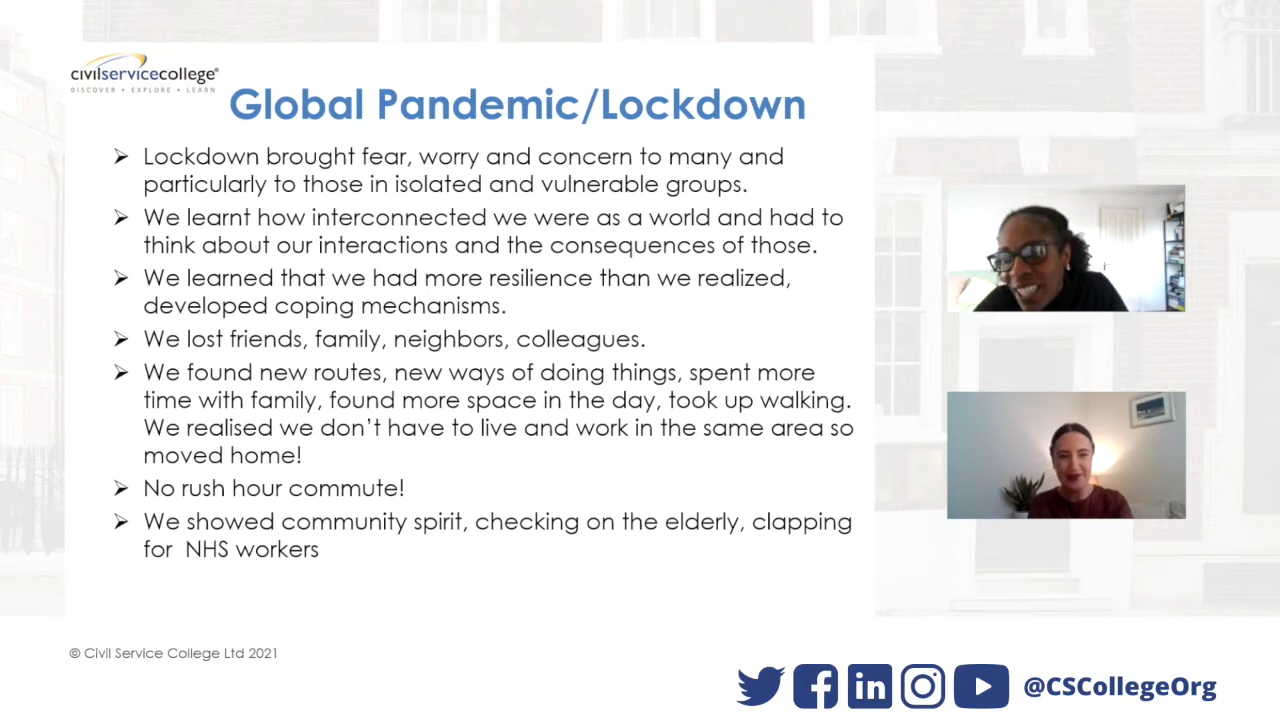 civilservicecollege®
DISCOVER • EXPLORE • LEARN
Global Pandemic/Lockdown
➢ Lockdown brought fear, worry and concern to many and
particularly to those in isolated and vulnerable groups.
➢ We learnt how interconnected we were as a world and had to
think about our interactions and the consequences of those.
➢ We learned that we had more resilience than we realized,
developed coping mechanisms.
➢ We lost friends, family, neighbors, colleagues.
➢ We found new routes, new ways of doing things, spent more
time with family, found more space in the day, took up walking.
We realised we don’t have to live and work in the same area so
moved home!
➢ No rush hour commute!
➢ We showed community spirit, checking on the elderly, clapping
for  NHS workers
© Civil Service College Ltd 2021
@CSCollegeOrg